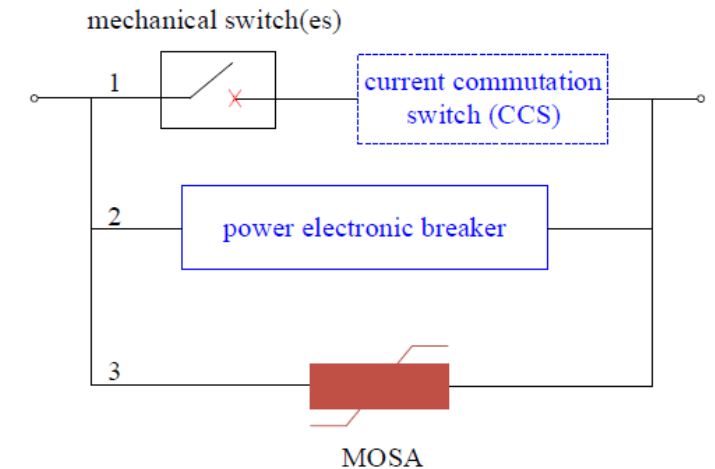 mechanical switch(es)
1
current commutation
switch (CCS)
2
power electronic breaker
3
MOSA